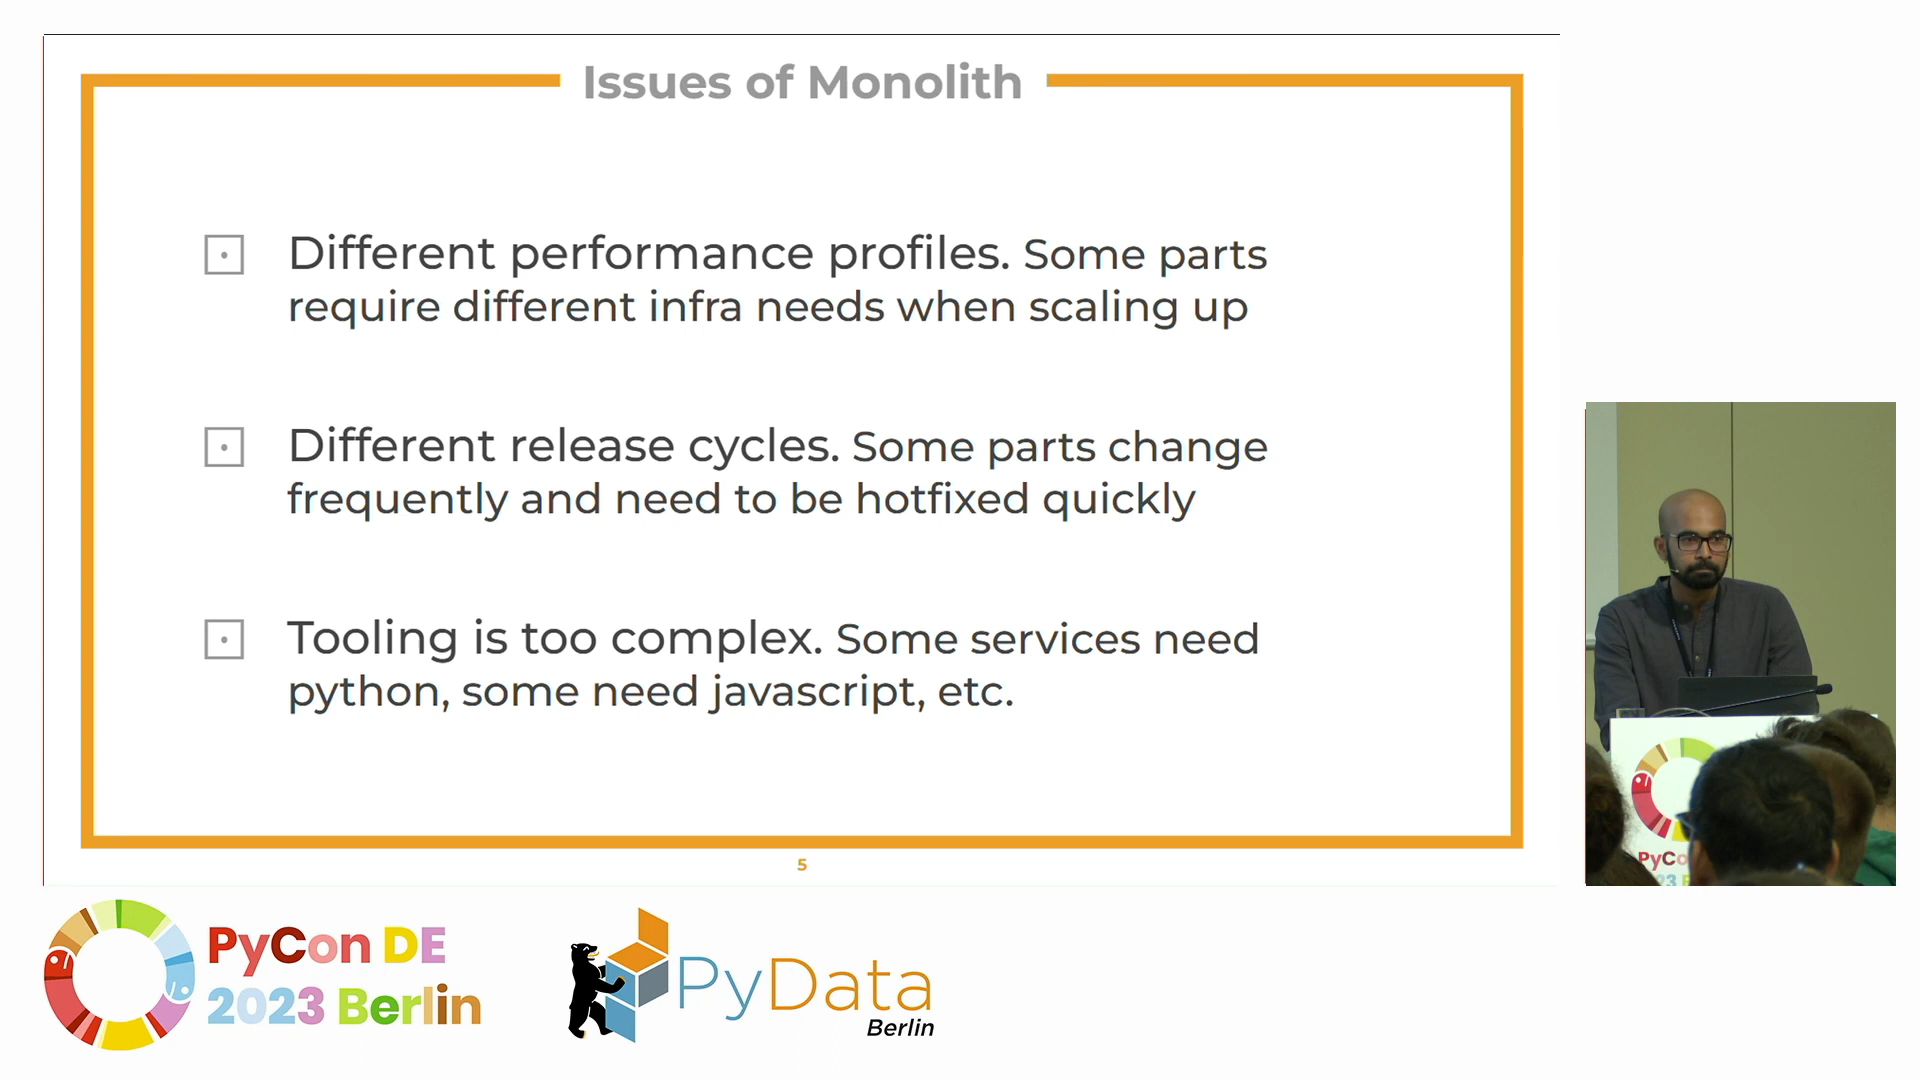 Issues of Monolith
Different performance profiles. Some parts
require different infra needs when scaling up
Different release cycles. Some parts change
frequently and need to be hotfixed quickly
Tooling is too complex. Some services need
python, some need javascript, etc.
5
PyCon DE
2023 Berlin
PyData
Berlin
PyCo
23